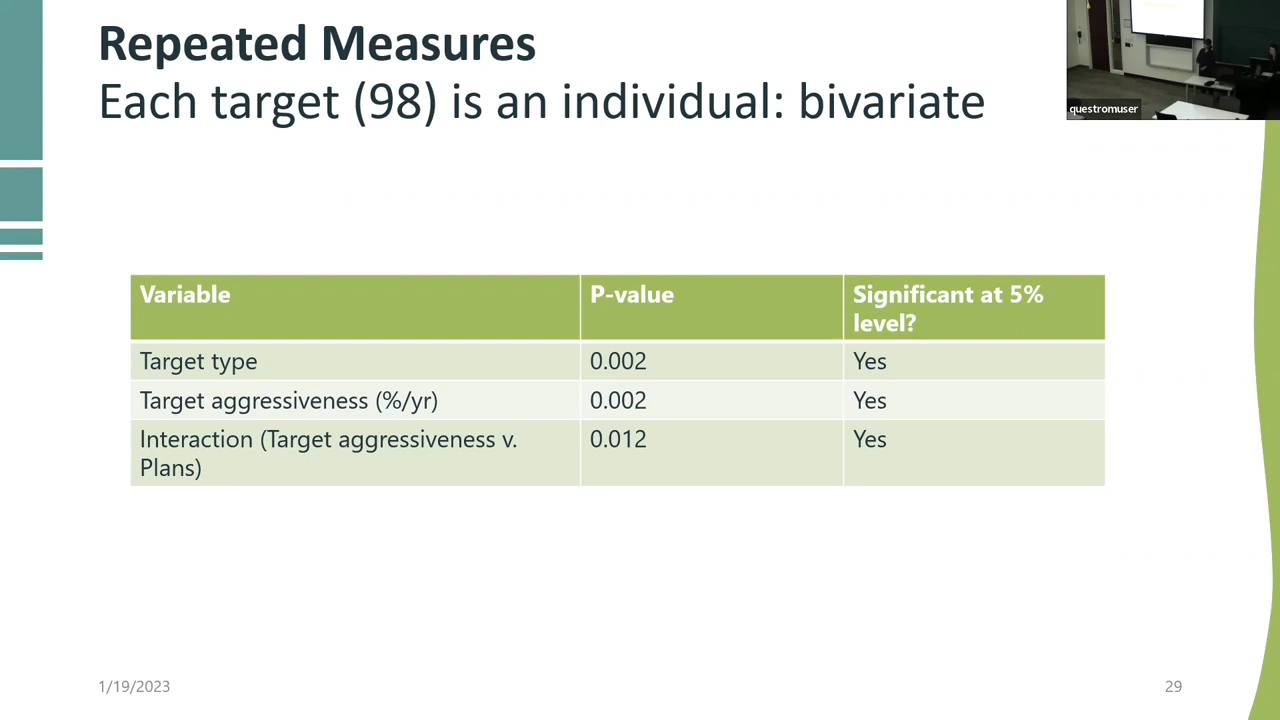 Repeated Measures
Each target (98) is an individual: bivariate
questromuser
Variable
P-value
Significant at 5%
level?
Target type
0.002
Yes
Target aggressiveness (%/yr)
0.002
Yes
Interaction (Target aggressiveness v.
Plans)
0.012
Yes
1/19/2023
29